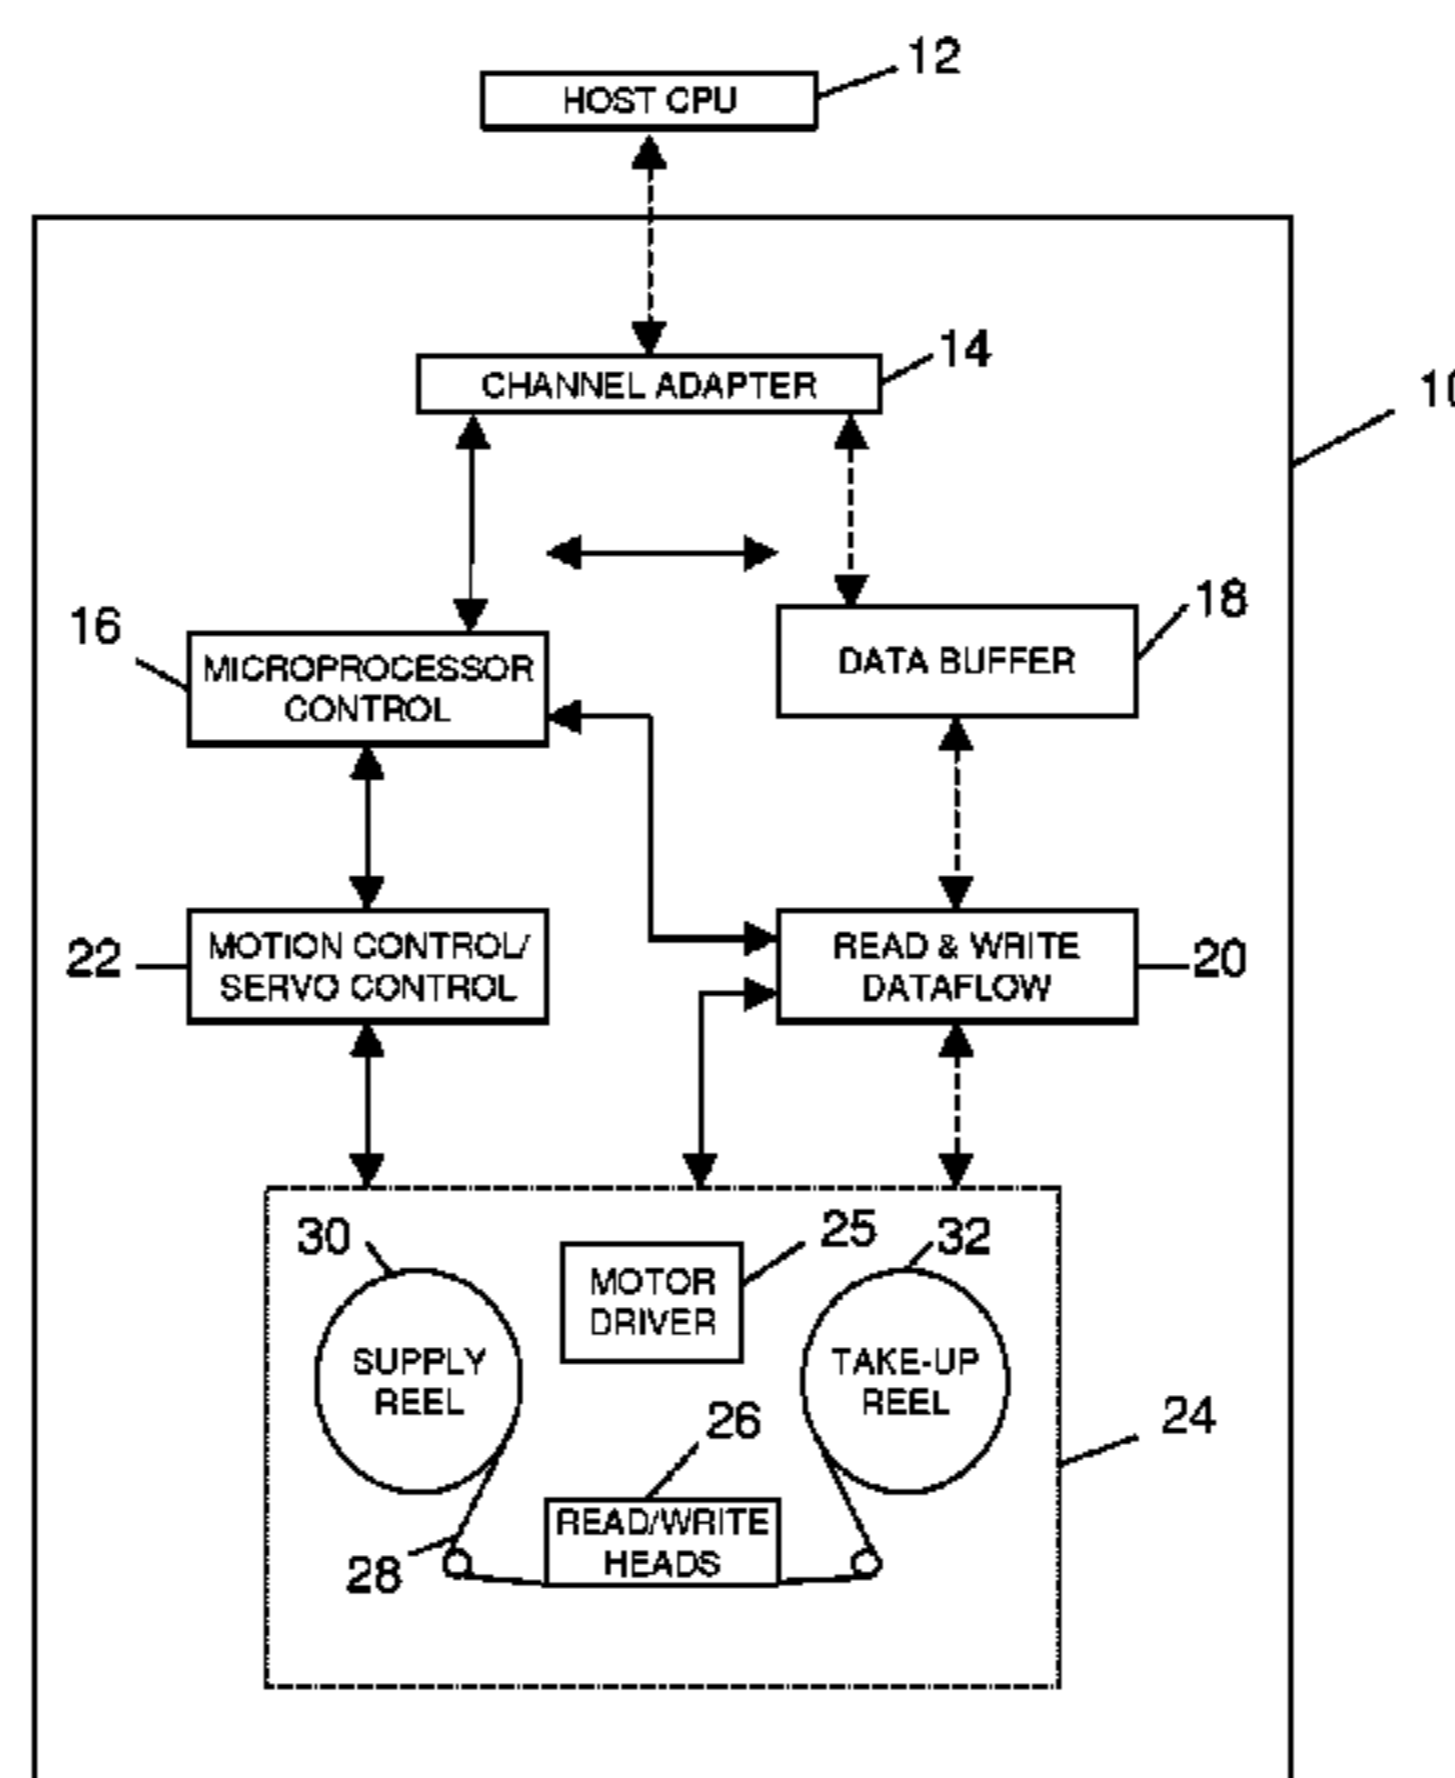 12
HOST CPU
14
CHANNEL ADAPTER
10
16
18
MICROPROCESSOR
CONTROL
DATA BUFFER
22
MOTION CONTROL/
SERVO CONTROL
READ & WRITE
DATAFLOW
20
30
25
32
MOTOR
DRIVER
SUPPLY
REEL
TAKE-UP
REEL
26
24
READ/WRITE
HEADS
28